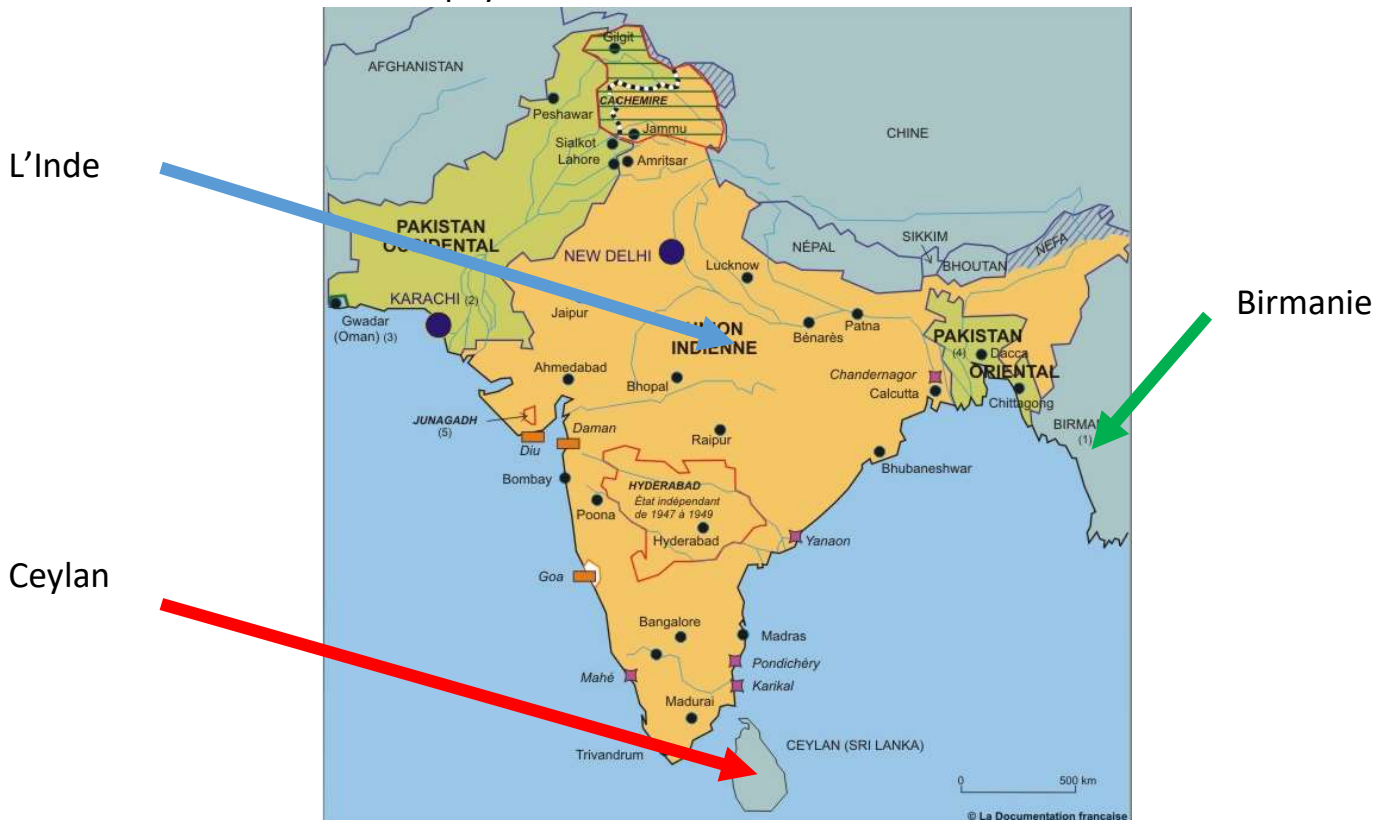 L'Inde
Ceylan
Birmanie
Gilgit
AFGHANISTAN
CACHEMIRE
Peshawar
CHINE
Jammu
Sialkot
Lahore
Amritsar
PAKISTAN
OCCIDENTAL
NEW DELHI
NÉPAL
SIKKIM
BHOUTAN
NEFA
Lucknow
KARACHI (2)
Gwadar
(Oman) (3)
Jaipur
UNION
INDIENNE
Bénarès
Patna
PAKISTAN
(4)
Dacca
ORIENTAL
Ahmedabad
Bhopal
Chandernagor
Calcutta
Chittagong
BIRMAN
(1)
JUNAGADH
(5)
Diu
Daman
Raipur
Bhubaneshwar
Bombay
Poona
HYDERABAD
État indépendant
de 1947 à 1949
Hyderabad
Yanaon
Goa
Bangalore
Madras
Mahé
Pondichéry
Karikal
Madurai
Trivandrum
CEYLAN (SRI LANKA)
0 500 km
© La Documentation française